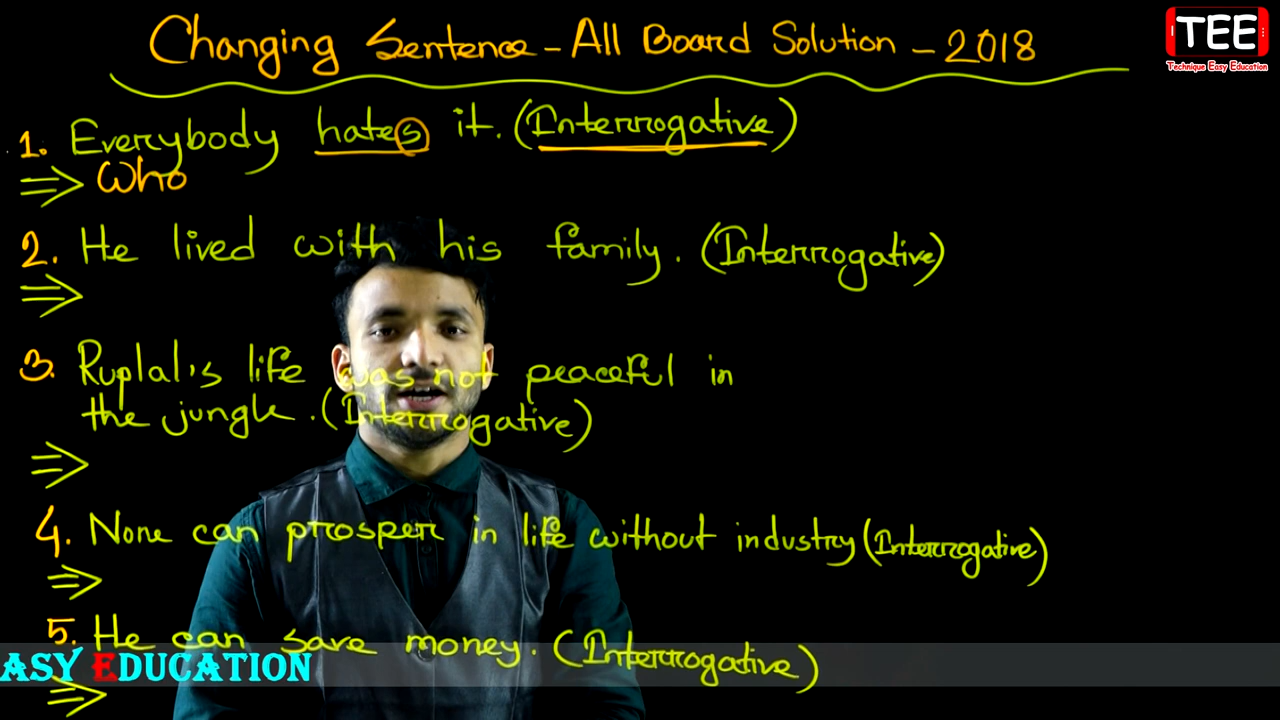 Changing Sentence - All Board Solution - 2018
TEE
Technique Easy Education
1. Everybody hates it. (Interrogative)
⇒ Who
2. He lived with his family. (Interrogative)
⇒
3. Ruplal's life was not peaceful in
the jungle. (Interrogative)
⇒
4. None can prosper in life without industry (Interrogative)
⇒
5. He can save money. (Interrogative)
ASY EDUCATION
⇒